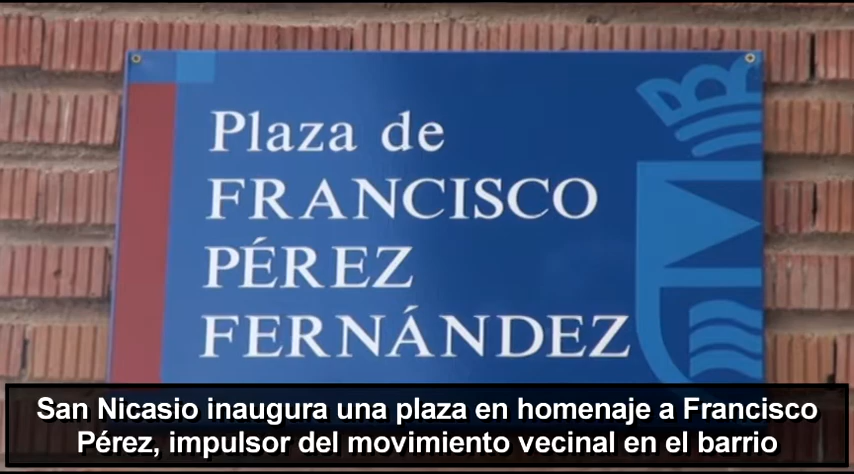 Plaza de
FRANCISCO
PÉREZ
FERNÁNDEZ
San Nicasio inaugura una plaza en homenaje a Francisco
Pérez, impulsor del movimiento vecinal en el barrio